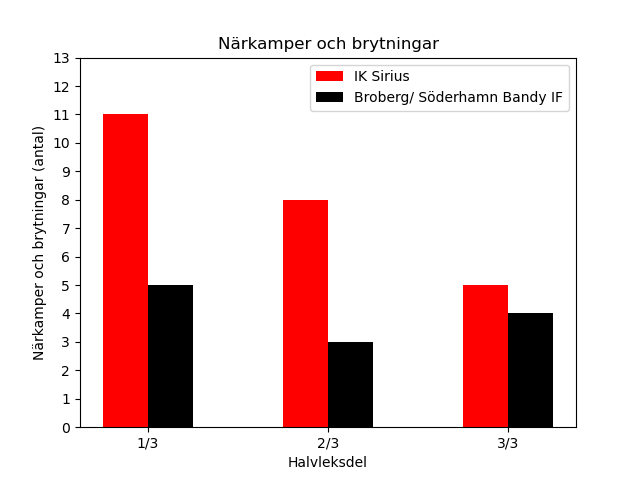 Närkamper och brytningar
IK Sirius
Broberg/ Söderhamn Bandy IF
Närkamper och brytningar (antal)
13
12
11
10
9
8
7
6
5
4
3
2
1
0
1/3 2/3 3/3
Halvleksdel